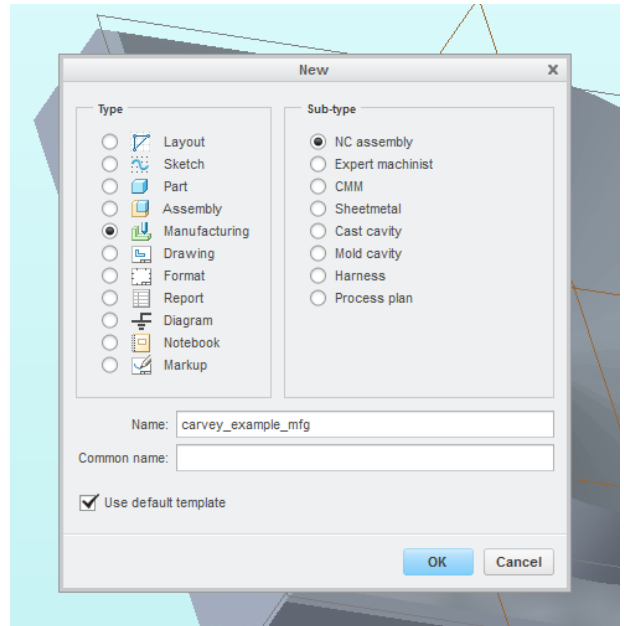 New
Type
Layout
Sketch
Part
Assembly
Manufacturing
Drawing
Format
Report
Diagram
Notebook
Markup
Sub-type
NC assembly
Expert machinist
CMM
Sheetmetal
Cast cavity
Mold cavity
Harness
Process plan
Name: carvey_example_mfg
Common name:
Use default template
OK Cancel